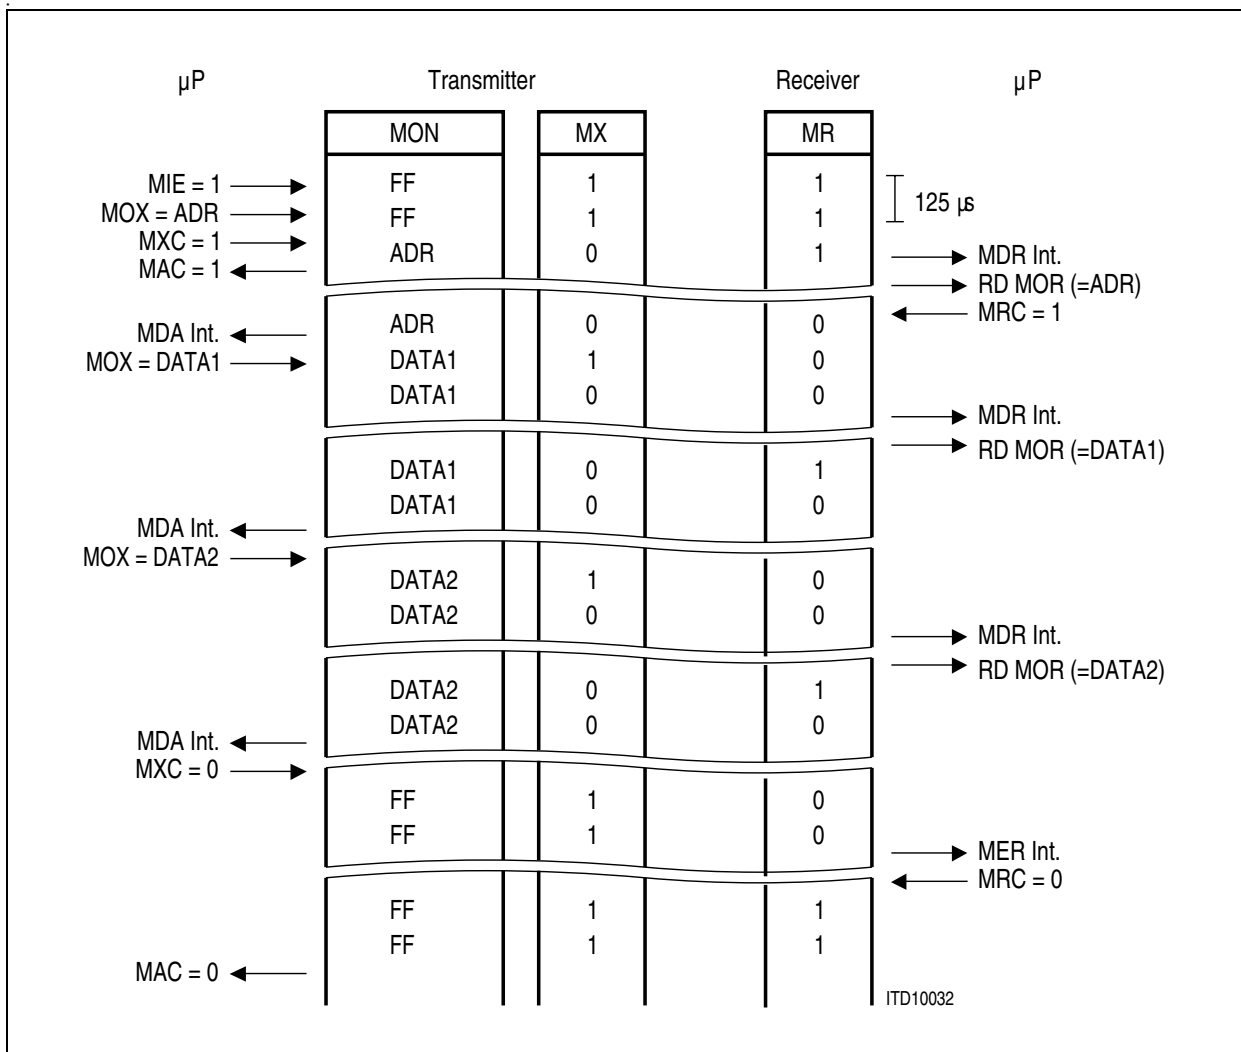 µP Transmitter Receiver µP
MON MX MR
MIE = 1 FF 1 1
125 µs
MOX = ADR FF 1 1
MXC = 1 ADR 0 1 MDR Int.
MAC = 1 RD MOR (=ADR)
MRC = 1
ADR 0 0
MDA Int.
MOX = DATA1 DATA1 1 0
DATA1 0 0
MDR Int.
RD MOR (=DATA1)
DATA1 0 1
DATA1 0 0
MDA Int.
MOX = DATA2
DATA2 1 0
DATA2 0 0
MDR Int.
RD MOR (=DATA2)
DATA2 0 1
DATA2 0 0
MDA Int.
MXC = 0
FF 1 0
FF 1 0
MER Int.
MRC = 0
FF 1 1
FF 1 1
MAC = 0
ITD10032